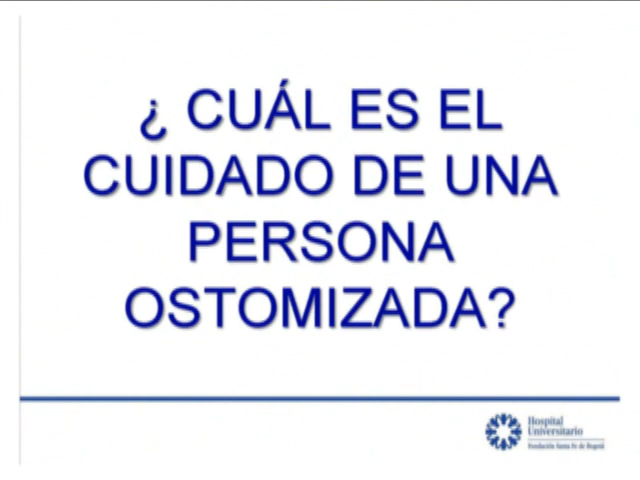 ¿ CUÁL ES EL
CUIDADO DE UNA
PERSONA
OSTOMIZADA?
Hospital
Universitario
Fundación Santa Fe de Bogotá